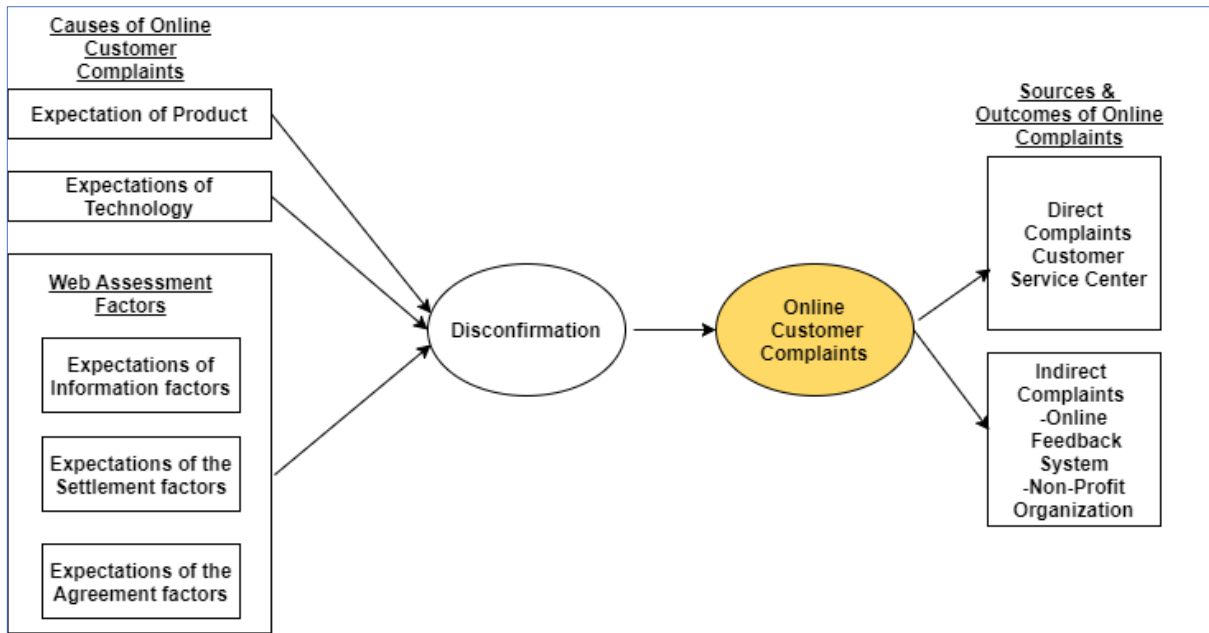 Causes of Online
Customer
Complaints
Expectation of Product
Expectations of
Technology
Web Assessment
Factors
Expectations of
Information factors
Expectations of the
Settlement factors
Expectations of the
Agreement factors
Disconfirmation
Online
Customer
Complaints
Sources &
Outcomes of Online
Complaints
Direct
Complaints
Customer
Service Center
Indirect
Complaints
-Online
Feedback
System
-Non-Profit
Organization